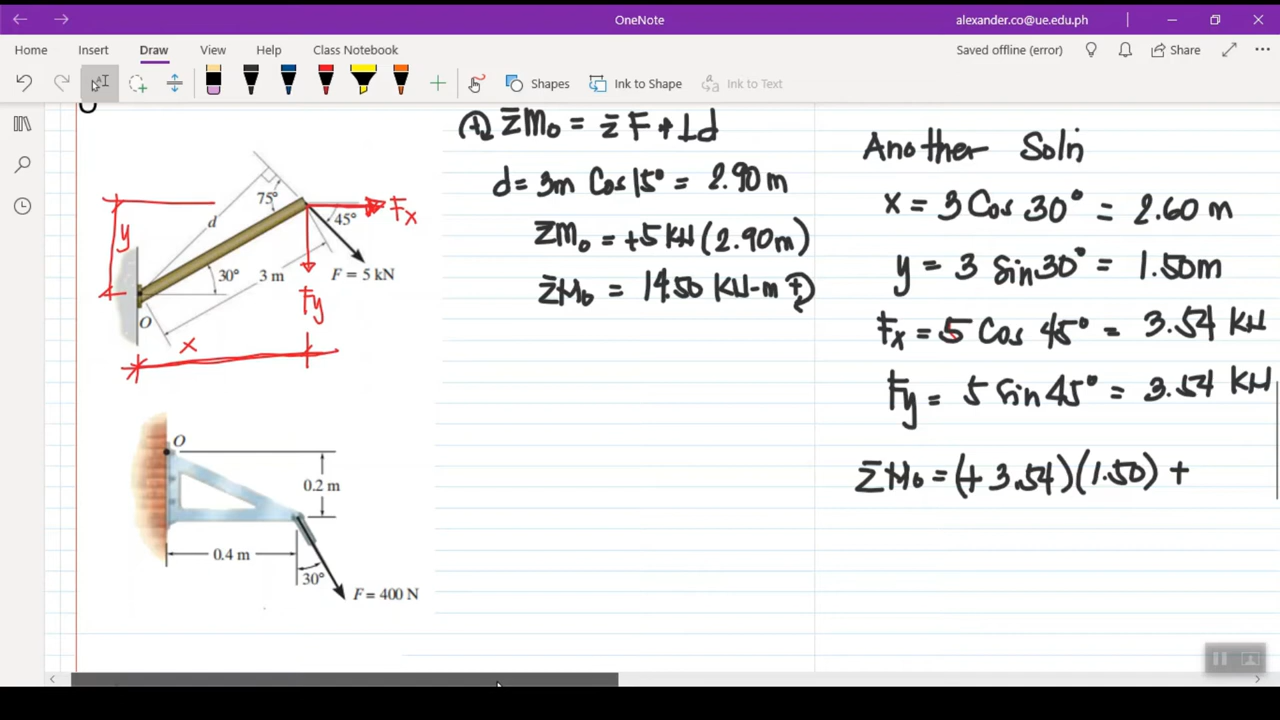 OneNote
alexander.co@ue.edu.ph
Home Insert Draw View Help Class Notebook
Saved offline (error)
Share
Shapes
Ink to Shape
Ink to Text
75°
d
Fx
y
45°
30°
3 m
F = 5 kN
Fy
O
x
O
0.2 m
0.4 m
30°
F = 400 N
ΣMo = ΣF * ⊥d
d = 3m Cos 15° = 2.90 m
ΣMo = +5 KN (2.90m)
ΣMo = 14.50 KN-m
Another Soln
x = 3 Cos 30° = 2.60 m
y = 3 sin 30° = 1.50m
Fx = 5 Cos 45° = 3.54 KN
Fy = 5 sin 45° = 3.54 KN
ΣMo = (+3.54)(1.50) +